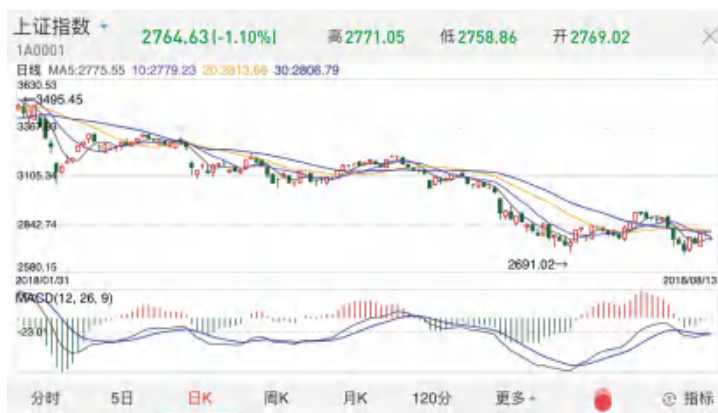 上证指数
1A0001
2764.63(-1.10%) 高2771.05 低2758.86 开2769.02
日线 MA5:2775.55 10:2779.23 20:2813.66 30:2806.79
3630.53
←3495.45
3105.34
2842.74
2691.02→
2580.15
2018/01/31 2018/08/13
MACD(12, 26, 9)
分时 5日 日K 周K 月K 120分 更多 指标